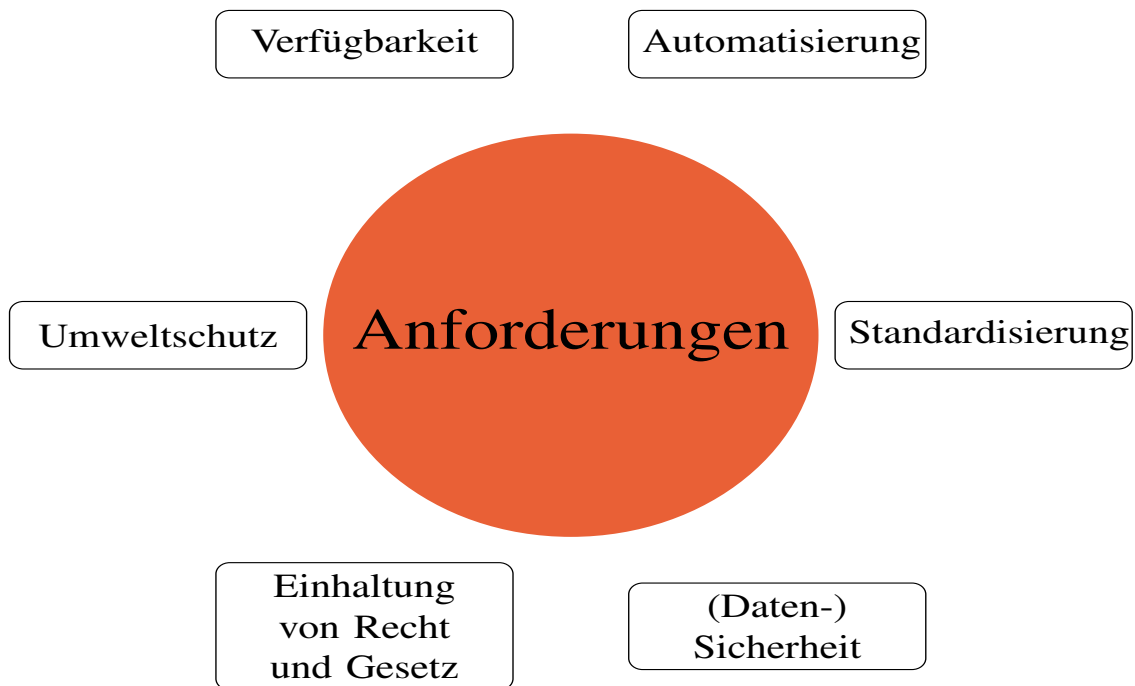 Verfügbarkeit
Automatisierung
Umweltschutz
Anforderungen
Standardisierung
Einhaltung
von Recht
und Gesetz
(Daten-)
Sicherheit